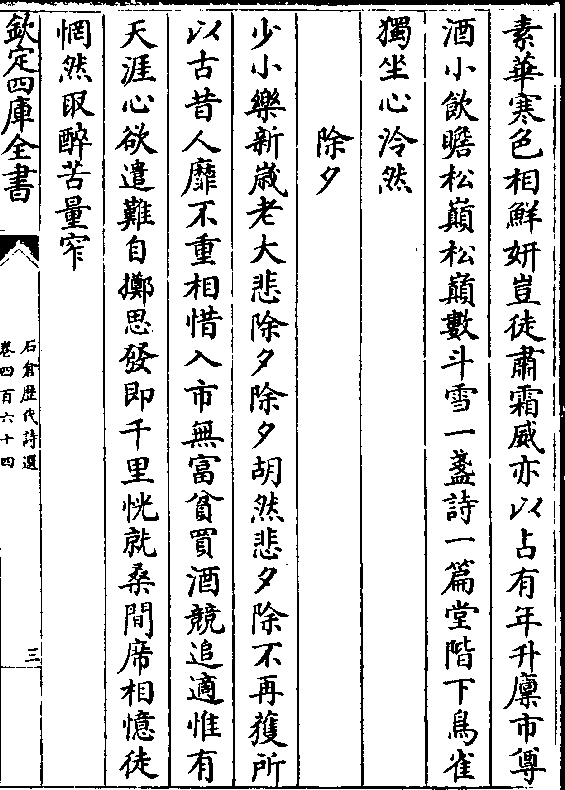 素華寒色相鮮妍豈徒肅霜威亦以占有年升廩市尊
酒小飲瞻松巔松巔數斗雪一盞詩一篇堂階下鳥雀
獨坐心泠然
除夕
少小樂新歲老大悲除夕除夕胡然悲夕除不再獲所
以古昔人靡不重相惜入市無富貧買酒競追適惟有
天涯心欲遣難自擲思發即千里恍就桑間席相憶徒
惘然取醉苦量窄
欽定四庫全書
石倉歷代詩選
卷四百六十四
三